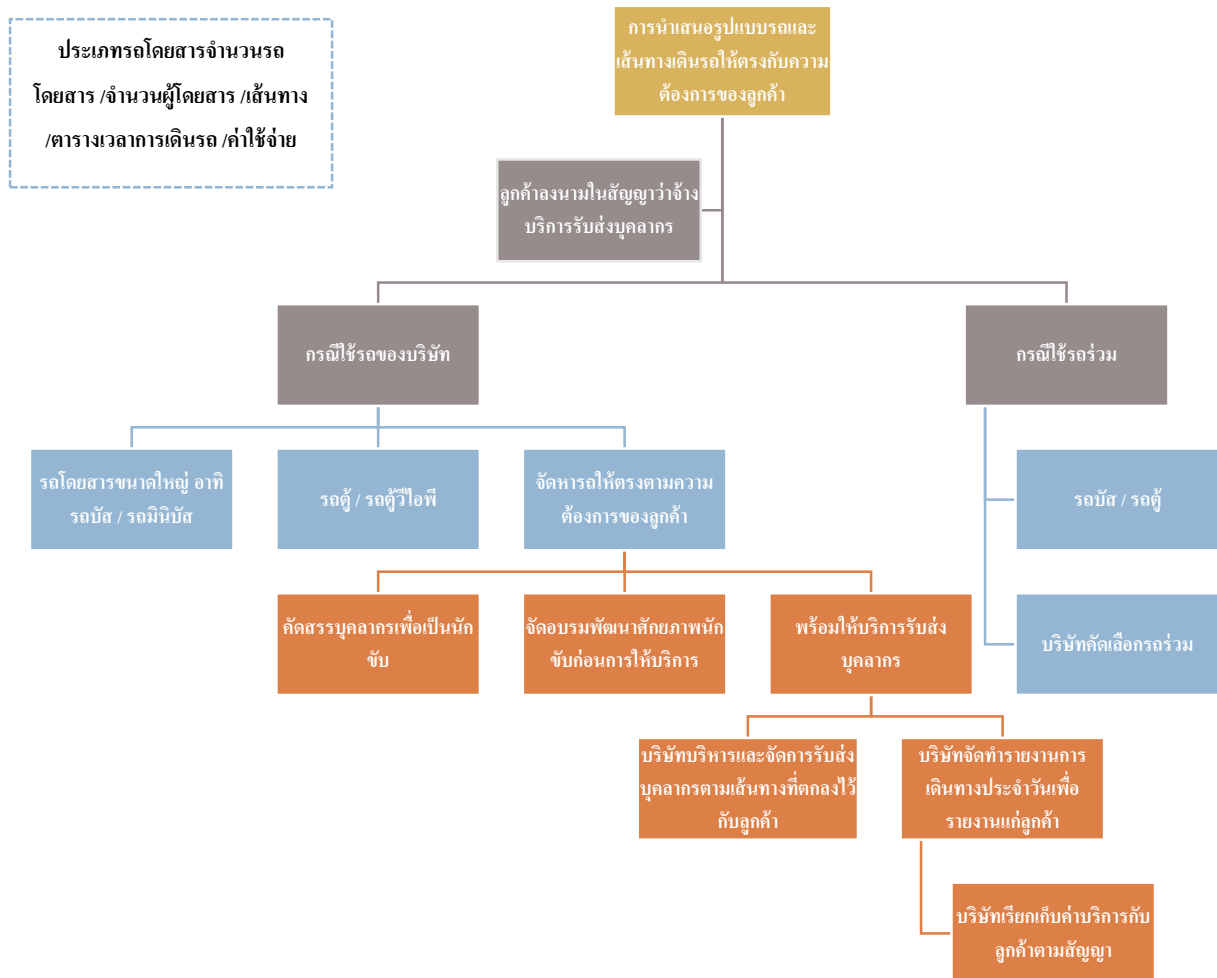 ประเภทรถโดยสารจำนวนรถ
โดยสาร /จำนวนผู้โดยสาร /เส้นทาง
/ตารางเวลาการเดินรถ /ค่าใช้จ่าย
การนำเสนอรูปแบบรถและ
เส้นทางเดินรถให้ตรงกับความ
ต้องการของลูกค้า
ลูกค้าลงนามในสัญญาว่าจ้าง
บริการรับส่งบุคลากร
กรณีใช้รถของบริษัท
กรณีใช้รถร่วม
รถโดยสารขนาดใหญ่ อาทิ
รถบัส / รถมินิบัส
รถตู้ / รถตู้วีไอพี
จัดหารถให้ตรงตามความ
ต้องการของลูกค้า
รถบัส / รถตู้
คัดสรรบุคลากรเพื่อเป็นนัก
ขับ
จัดอบรมพัฒนาศักยภาพนัก
ขับก่อนการให้บริการ
พร้อมให้บริการรับส่ง
บุคลากร
บริษัทคัดเลือกรถร่วม
บริษัทบริหารและจัดการรับส่ง
บุคลากรตามเส้นทางที่ตกลงไว้
กับลูกค้า
บริษัทจัดทำรายงานการ
เดินทางประจำวันเพื่อ
รายงานแก่ลูกค้า
บริษัทเรียกเก็บค่าบริการกับ
ลูกค้าตามสัญญา